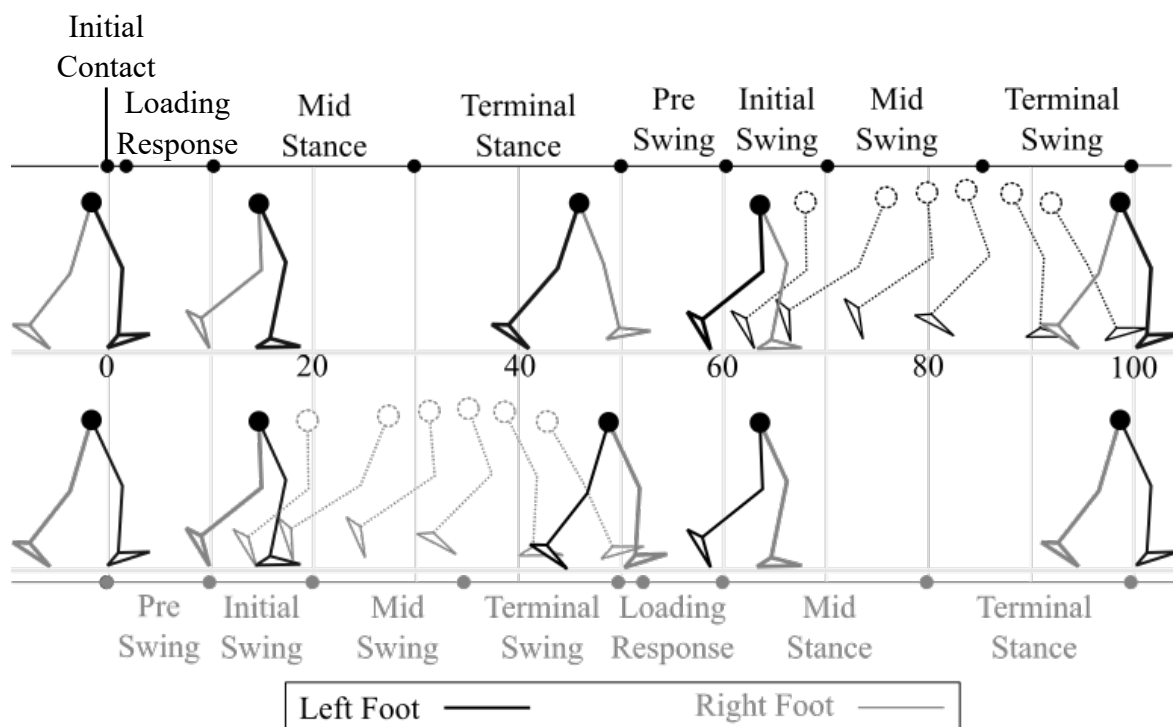 Initial
Contact
Loading
Response
Mid
Stance
Terminal
Stance
Pre
Swing
Initial
Swing
Mid
Swing
Terminal
Swing
0 20 40 60 80 100
Pre
Swing
Initial
Swing
Mid
Swing
Terminal
Swing
Loading
Response
Mid
Stance
Terminal
Stance
Left Foot
Right Foot